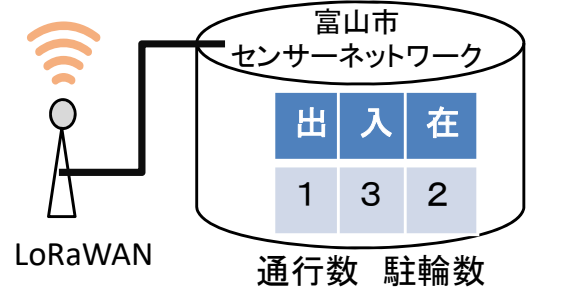 富山市
センサーネットワーク
出 入 在
1 3 2
LoRaWAN
通行数 駐輪数